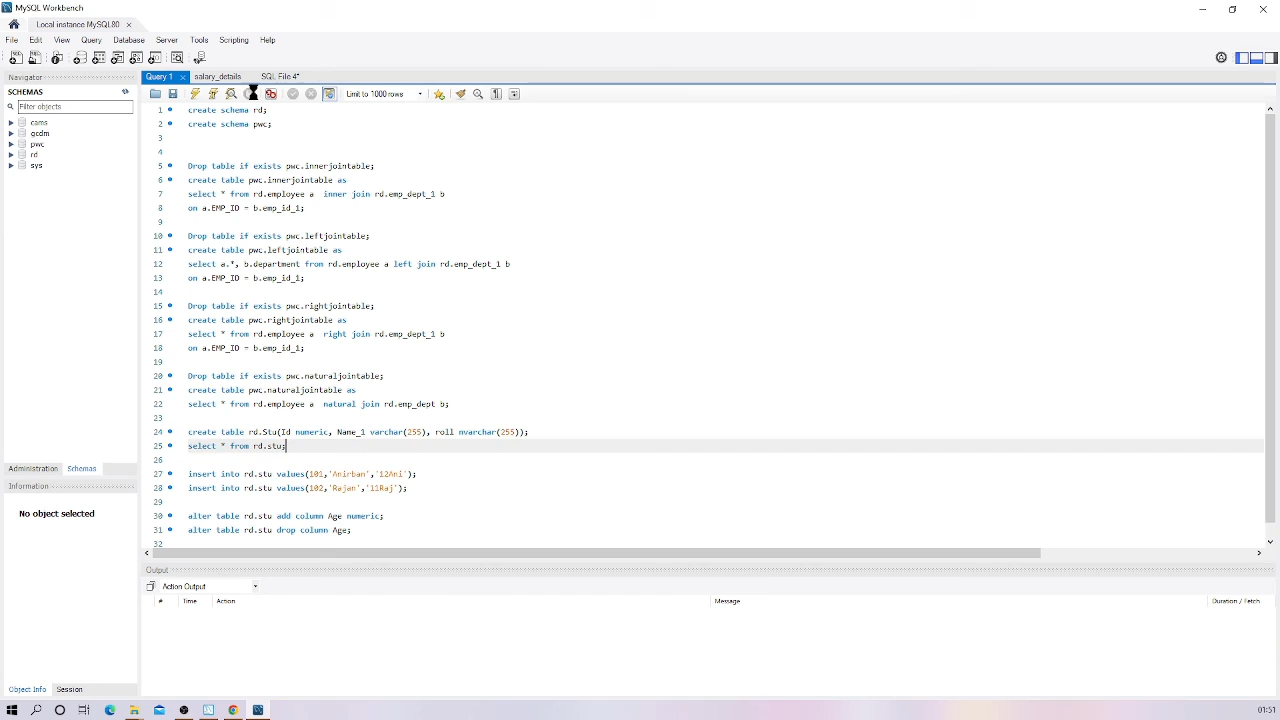 MySQL Workbench
Local instance MySQL80
File Edit View Query Database Server Tools Scripting Help
Navigator
SCHEMAS
Filter objects
cams
gcdm
pwc
rd
sys
Administration Schemas
Information
No object selected
Object Info Session
Query 1 salary_details SQL File 4*
Limit to 1000 rows
1 create schema rd;
2 create schema pwc;
3
4
5 Drop table if exists pwc.innerjointable;
6 create table pwc.innerjointable as
7 select * from rd.employee a inner join rd.emp_dept_1 b
8 on a.EMP_ID = b.emp_id_1;
9
10 Drop table if exists pwc.leftjointable;
11 create table pwc.leftjointable as
12 select a.*, b.department from rd.employee a left join rd.emp_dept_1 b
13 on a.EMP_ID = b.emp_id_1;
14
15 Drop table if exists pwc.rightjointable;
16 create table pwc.rightjointable as
17 select * from rd.employee a right join rd.emp_dept_1 b
18 on a.EMP_ID = b.emp_id_1;
19
20 Drop table if exists pwc.naturaljointable;
21 create table pwc.naturaljointable as
22 select * from rd.employee a natural join rd.emp_dept b;
23
24 create table rd.Stu(Id numeric, Name_1 varchar(255), roll nvarchar(255));
25 select * from rd.stu;
26
27 insert into rd.stu values(101,'Anirban','12Ani');
28 insert into rd.stu values(102,'Rajan','11Raj');
29
30 alter table rd.stu add column Age numeric;
31 alter table rd.stu drop column Age;
32
Output
Action Output
# Time Action Message Duration / Fetch
01:51